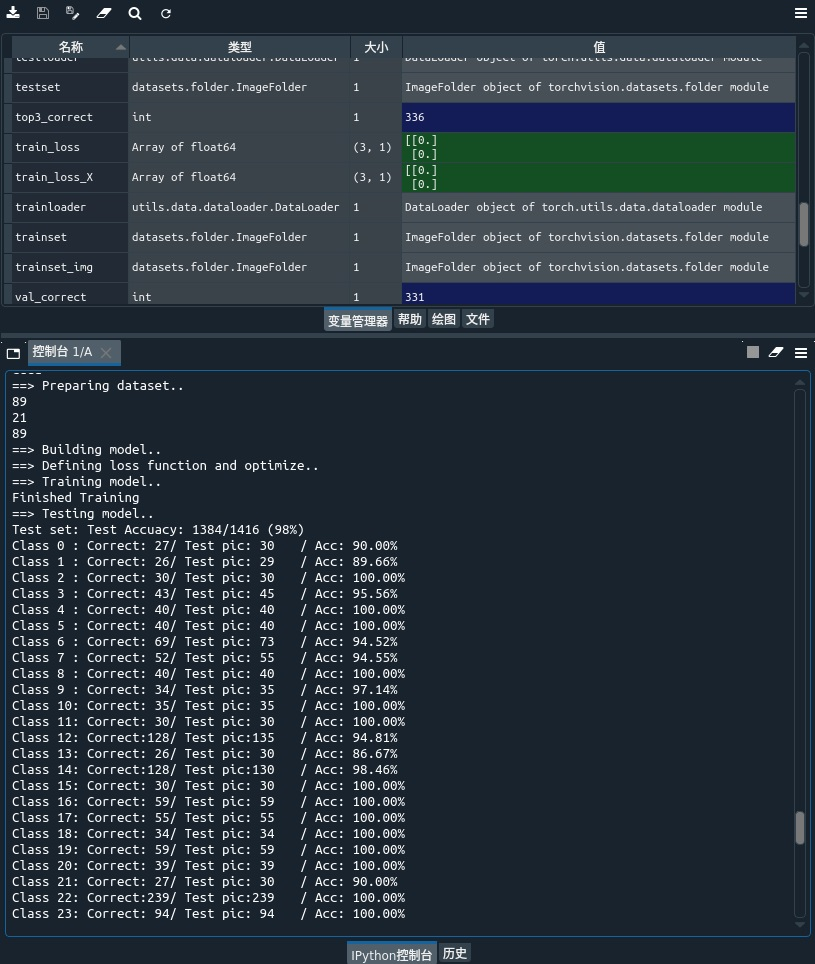 名称 类型 大小 值
testloader utils.data.dataloader.DataLoader 1 DataLoader object of torch.utils.data.dataloader module
testset datasets.folder.ImageFolder 1 ImageFolder object of torchvision.datasets.folder module
top3_correct int 1 336
train_loss Array of float64 (3, 1) [[0.]
[0.]
train_loss_X Array of float64 (3, 1) [[0.]
[0.]
trainloader utils.data.dataloader.DataLoader 1 DataLoader object of torch.utils.data.dataloader module
trainset datasets.folder.ImageFolder 1 ImageFolder object of torchvision.datasets.folder module
trainset_img datasets.folder.ImageFolder 1 ImageFolder object of torchvision.datasets.folder module
val_correct int 1 331
变量管理器 帮助 绘图 文件
控制台 1/A
==> Preparing dataset..
89
21
89
==> Building model..
==> Defining loss function and optimize..
==> Training model..
Finished Training
==> Testing model..
Test set: Test Accuacy: 1384/1416 (98%)
Class 0 : Correct: 27/ Test pic: 30 / Acc: 90.00%
Class 1 : Correct: 26/ Test pic: 29 / Acc: 89.66%
Class 2 : Correct: 30/ Test pic: 30 / Acc: 100.00%
Class 3 : Correct: 43/ Test pic: 45 / Acc: 95.56%
Class 4 : Correct: 40/ Test pic: 40 / Acc: 100.00%
Class 5 : Correct: 40/ Test pic: 40 / Acc: 100.00%
Class 6 : Correct: 69/ Test pic: 73 / Acc: 94.52%
Class 7 : Correct: 52/ Test pic: 55 / Acc: 94.55%
Class 8 : Correct: 40/ Test pic: 40 / Acc: 100.00%
Class 9 : Correct: 34/ Test pic: 35 / Acc: 97.14%
Class 10: Correct: 35/ Test pic: 35 / Acc: 100.00%
Class 11: Correct: 30/ Test pic: 30 / Acc: 100.00%
Class 12: Correct:128/ Test pic:135 / Acc: 94.81%
Class 13: Correct: 26/ Test pic: 30 / Acc: 86.67%
Class 14: Correct:128/ Test pic:130 / Acc: 98.46%
Class 15: Correct: 30/ Test pic: 30 / Acc: 100.00%
Class 16: Correct: 59/ Test pic: 59 / Acc: 100.00%
Class 17: Correct: 55/ Test pic: 55 / Acc: 100.00%
Class 18: Correct: 34/ Test pic: 34 / Acc: 100.00%
Class 19: Correct: 59/ Test pic: 59 / Acc: 100.00%
Class 20: Correct: 39/ Test pic: 39 / Acc: 100.00%
Class 21: Correct: 27/ Test pic: 30 / Acc: 90.00%
Class 22: Correct:239/ Test pic:239 / Acc: 100.00%
Class 23: Correct: 94/ Test pic: 94 / Acc: 100.00%
IPython控制台 历史